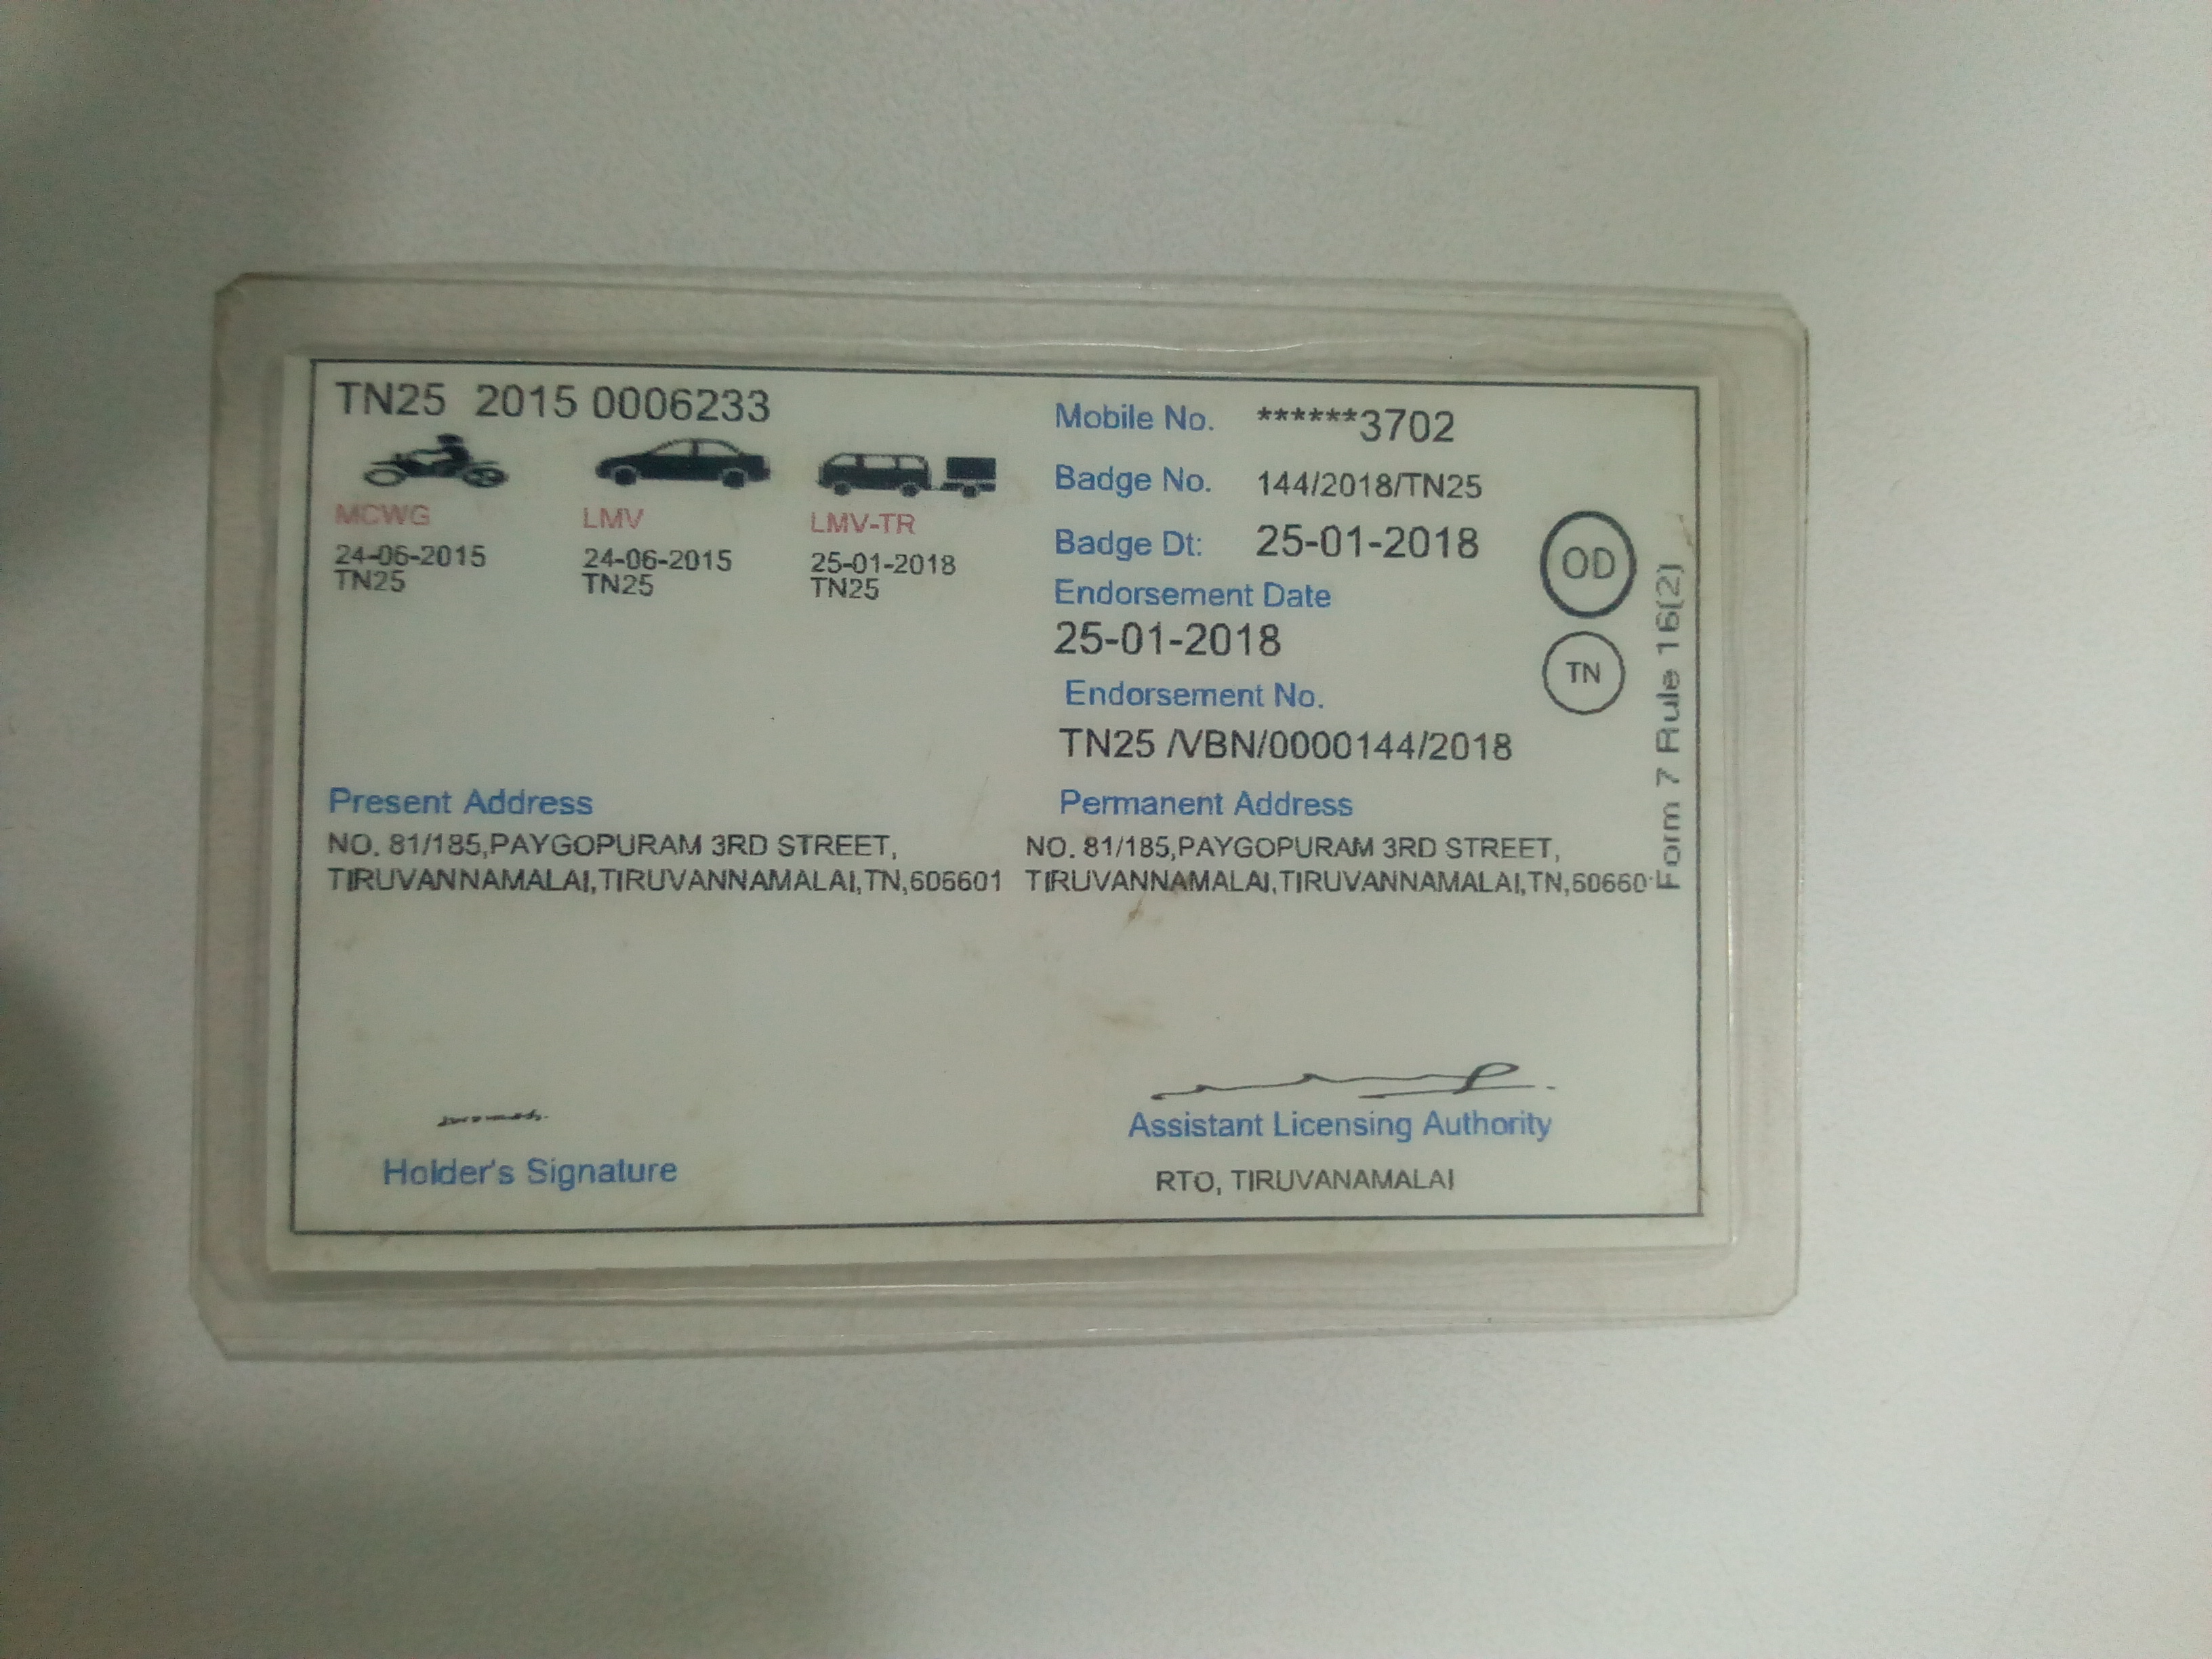 TN25 2015 0006233
MCWG
24-06-2015
TN25
LMV
24-06-2015
TN25
LMV-TR
25-01-2018
TN25
Mobile No. ******3702
Badge No. 144/2018/TN25
Badge Dt: 25-01-2018
Endorsement Date
25-01-2018
Endorsement No.
TN25 /VBN/0000144/2018
OD
TN
Form 7 Rule 16(2)
Present Address
NO. 81/185,PAYGOPURAM 3RD STREET,
TIRUVANNAMALAI,TIRUVANNAMALAI,TN,606601
Permanent Address
NO. 81/185,PAYGOPURAM 3RD STREET,
TIRUVANNAMALAI,TIRUVANNAMALAI,TN,60660
Holder's Signature
Assistant Licensing Authority
RTO, TIRUVANAMALAI